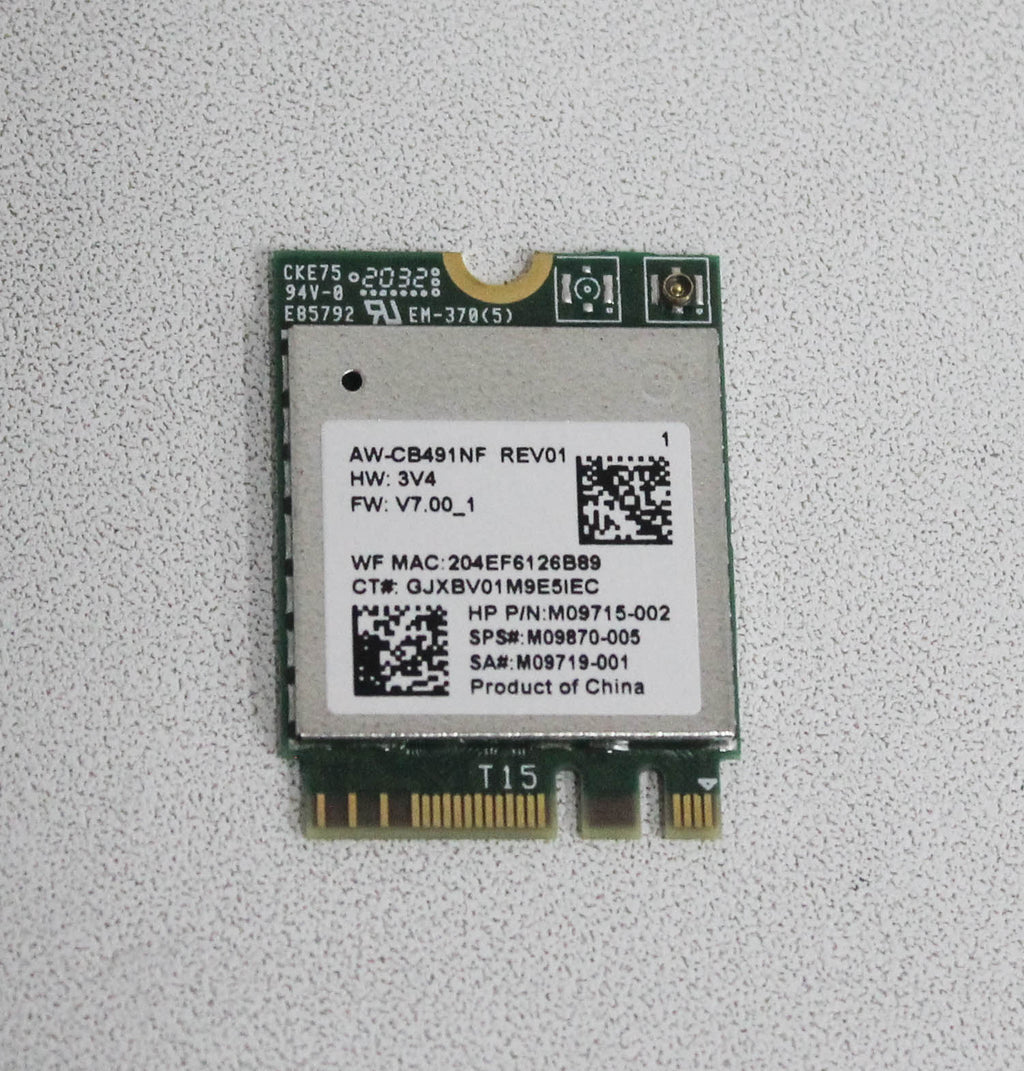 CKE75 2032
94V-0
E85792 EM-370(5)
1
AW-CB491NF REV01
HW: 3V4
FW: V7.00_1
WF MAC:204EF6126B89
CT#: GJXBV01M9E5IEC
HP P/N:M09715-002
SPS#:M09870-005
SA#:M09719-001
Product of China
T15